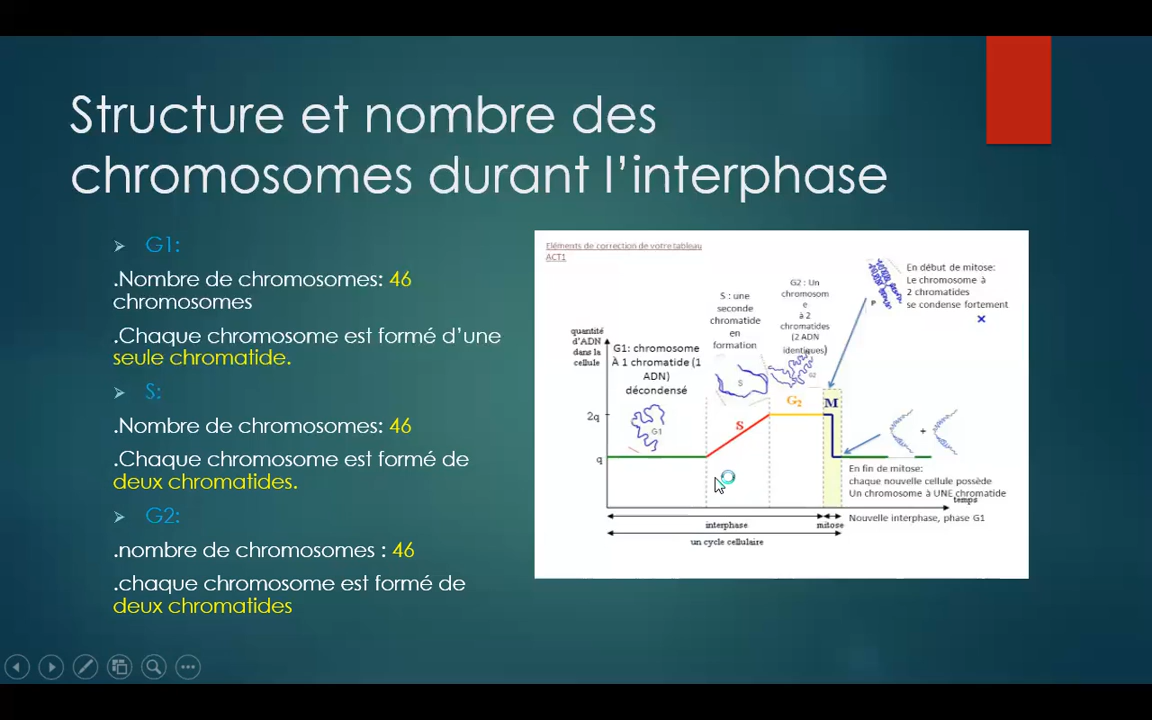 Structure et nombre des
chromosomes durant l’interphase
G1:
.Nombre de chromosomes: 46
chromosomes
.Chaque chromosome est formé d’une
seule chromatide.
S:
.Nombre de chromosomes: 46
.Chaque chromosome est formé de
deux chromatides.
G2:
.nombre de chromosomes : 46
.chaque chromosome est formé de
deux chromatides
Eléments de correction de votre tableau
ACT1
quantité
d'ADN
dans la
cellule
2q
q
G1: chromosome
À 1 chromatide (1
ADN)
décondensé
G1
S : une
seconde
chromatide
en
formation
S
G2 : Un
chromosom
e
à 2
chromatides
(2 ADN
identiques)
G2
P
En début de mitose:
Le chromosome à
2 chromatides
se condense fortement
×
S
G2
M
+
En fin de mitose:
chaque nouvelle cellule possède
Un chromosome à UNE chromatide
temps
Nouvelle interphase, phase G1
interphase
mitose
un cycle cellulaire